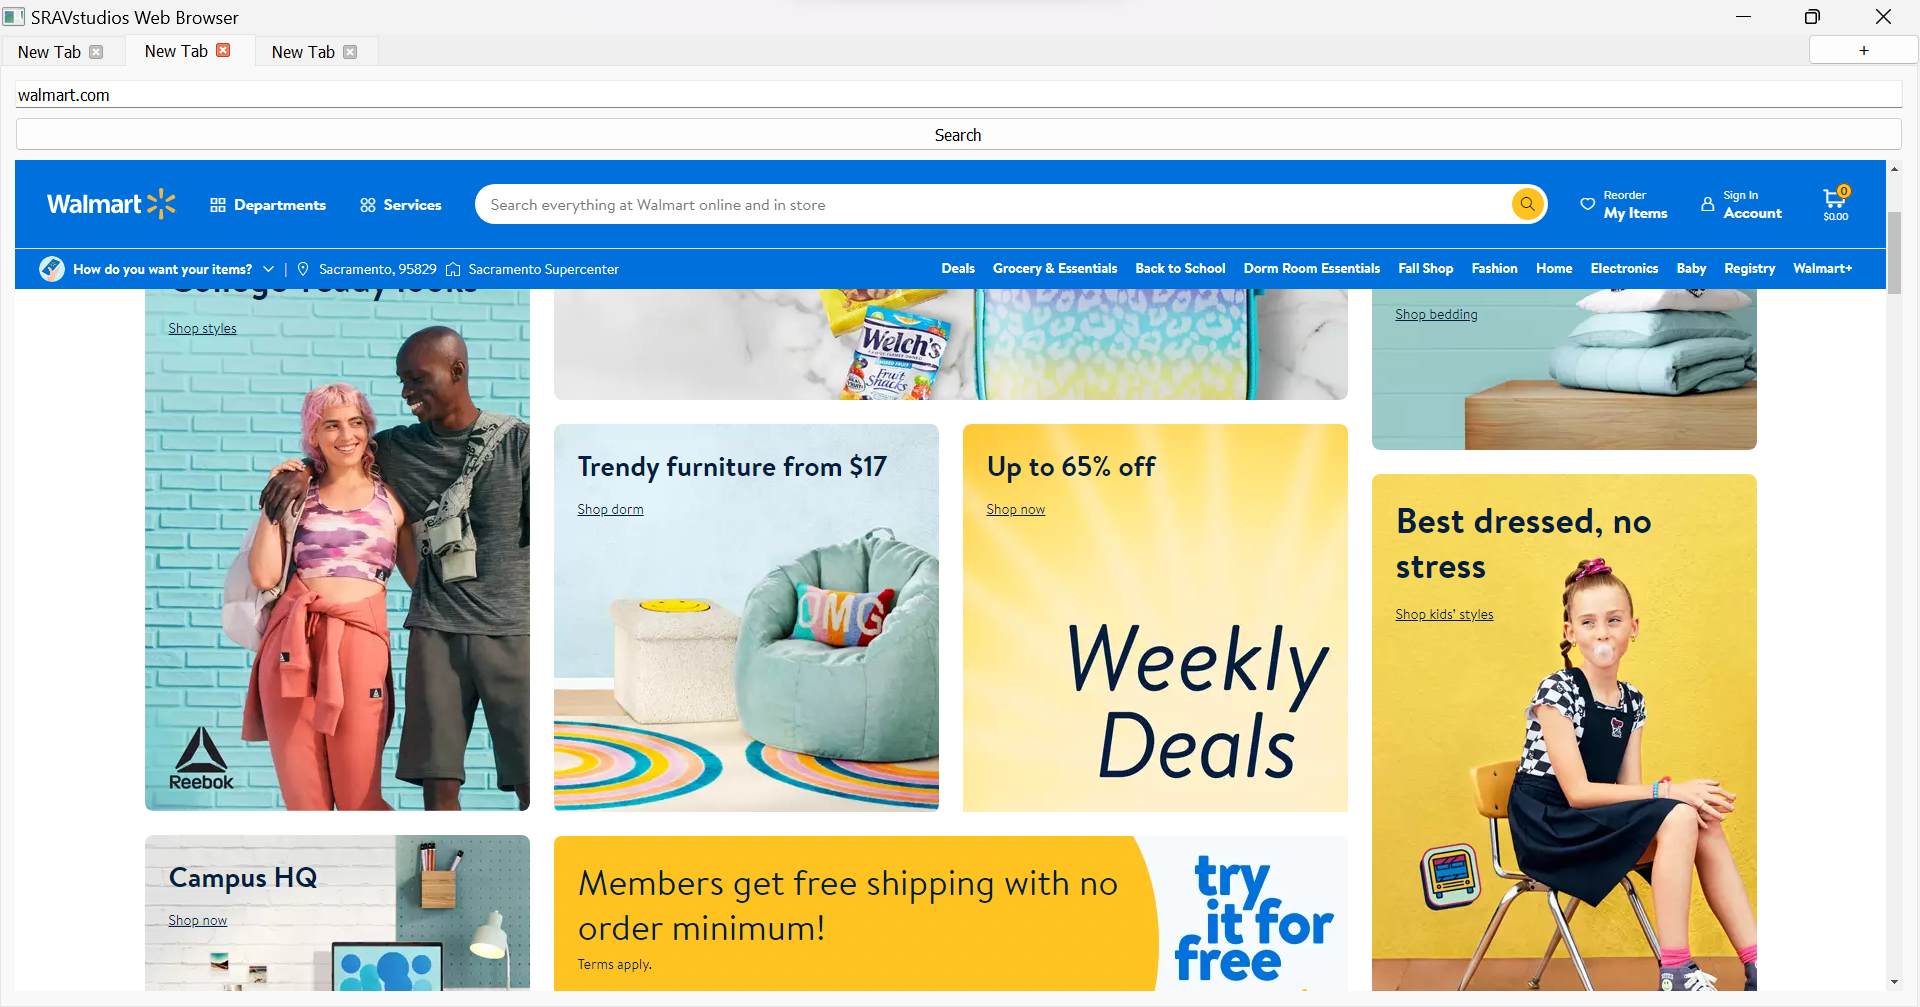 SRAVstudios Web Browser
New Tab
New Tab
New Tab
+
walmart.com
Search
Walmart
Departments
Services
Search everything at Walmart online and in store
Reorder
My Items
Sign In
Account
0
$0.00
How do you want your items?
Sacramento, 95829
Sacramento Supercenter
Deals
Grocery & Essentials
Back to School
Dorm Room Essentials
Fall Shop
Fashion
Home
Electronics
Baby
Registry
Walmart+
College-ready looks
Shop styles
Reebok
Welch's
Fruit
Snacks
Shop bedding
Trendy furniture from $17
Shop dorm
OMG
Up to 65% off
Shop now
Weekly
Deals
Best dressed, no
stress
Shop kids' styles
Campus HQ
Shop now
Members get free shipping with no
order minimum!
Terms apply.
try
it for
free